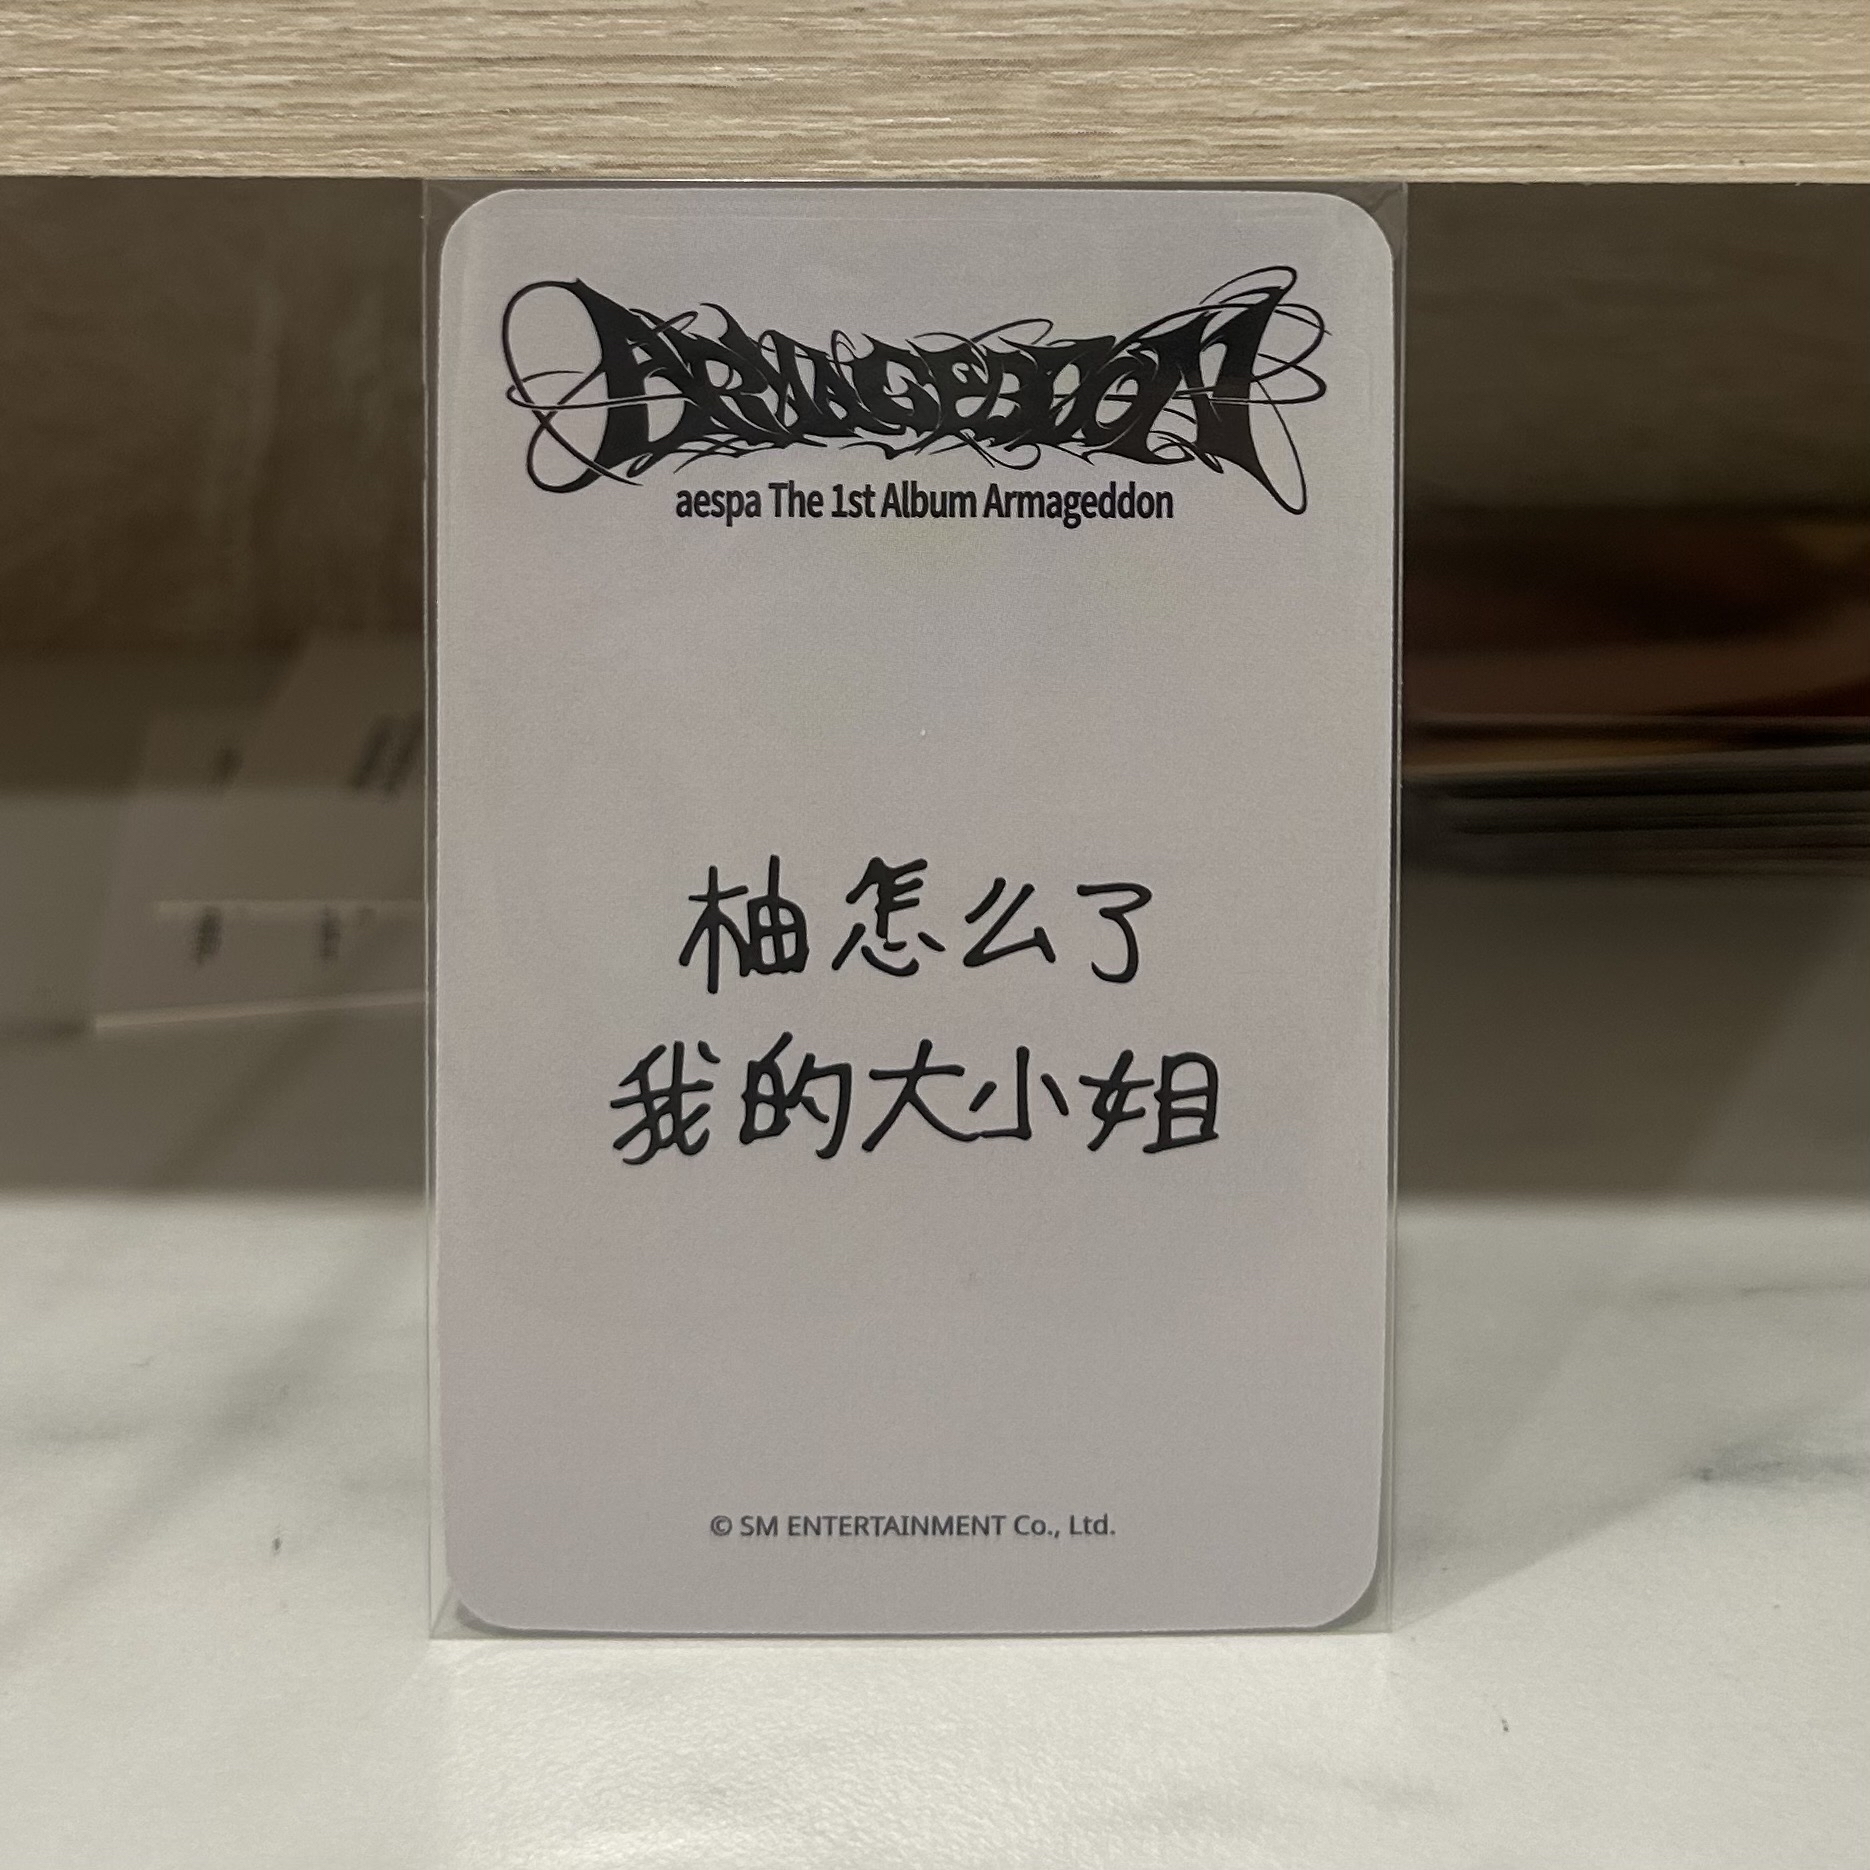 ARMAGEDDON
aespa The 1st Album Armageddon
柚怎么了
我的大小姐
© SM ENTERTAINMENT Co., Ltd.